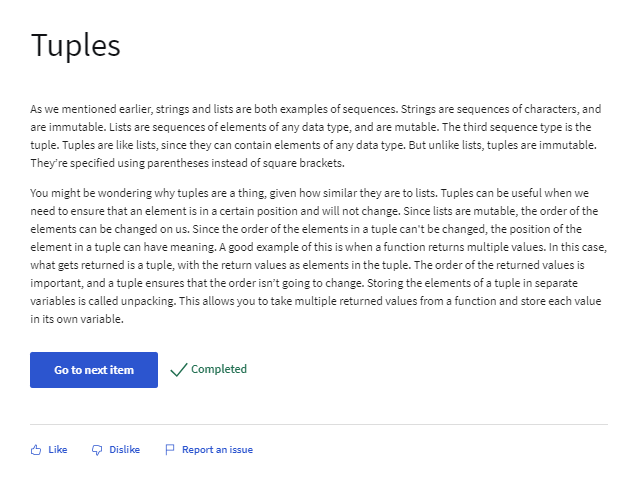 Tuples
As we mentioned earlier, strings and lists are both examples of sequences. Strings are sequences of characters, and
are immutable. Lists are sequences of elements of any data type, and are mutable. The third sequence type is the
tuple. Tuples are like lists, since they can contain elements of any data type. But unlike lists, tuples are immutable.
They’re specified using parentheses instead of square brackets.
You might be wondering why tuples are a thing, given how similar they are to lists. Tuples can be useful when we
need to ensure that an element is in a certain position and will not change. Since lists are mutable, the order of the
elements can be changed on us. Since the order of the elements in a tuple can't be changed, the position of the
element in a tuple can have meaning. A good example of this is when a function returns multiple values. In this case,
what gets returned is a tuple, with the return values as elements in the tuple. The order of the returned values is
important, and a tuple ensures that the order isn’t going to change. Storing the elements of a tuple in separate
variables is called unpacking. This allows you to take multiple returned values from a function and store each value
in its own variable.
Go to next item Completed
Like Dislike Report an issue